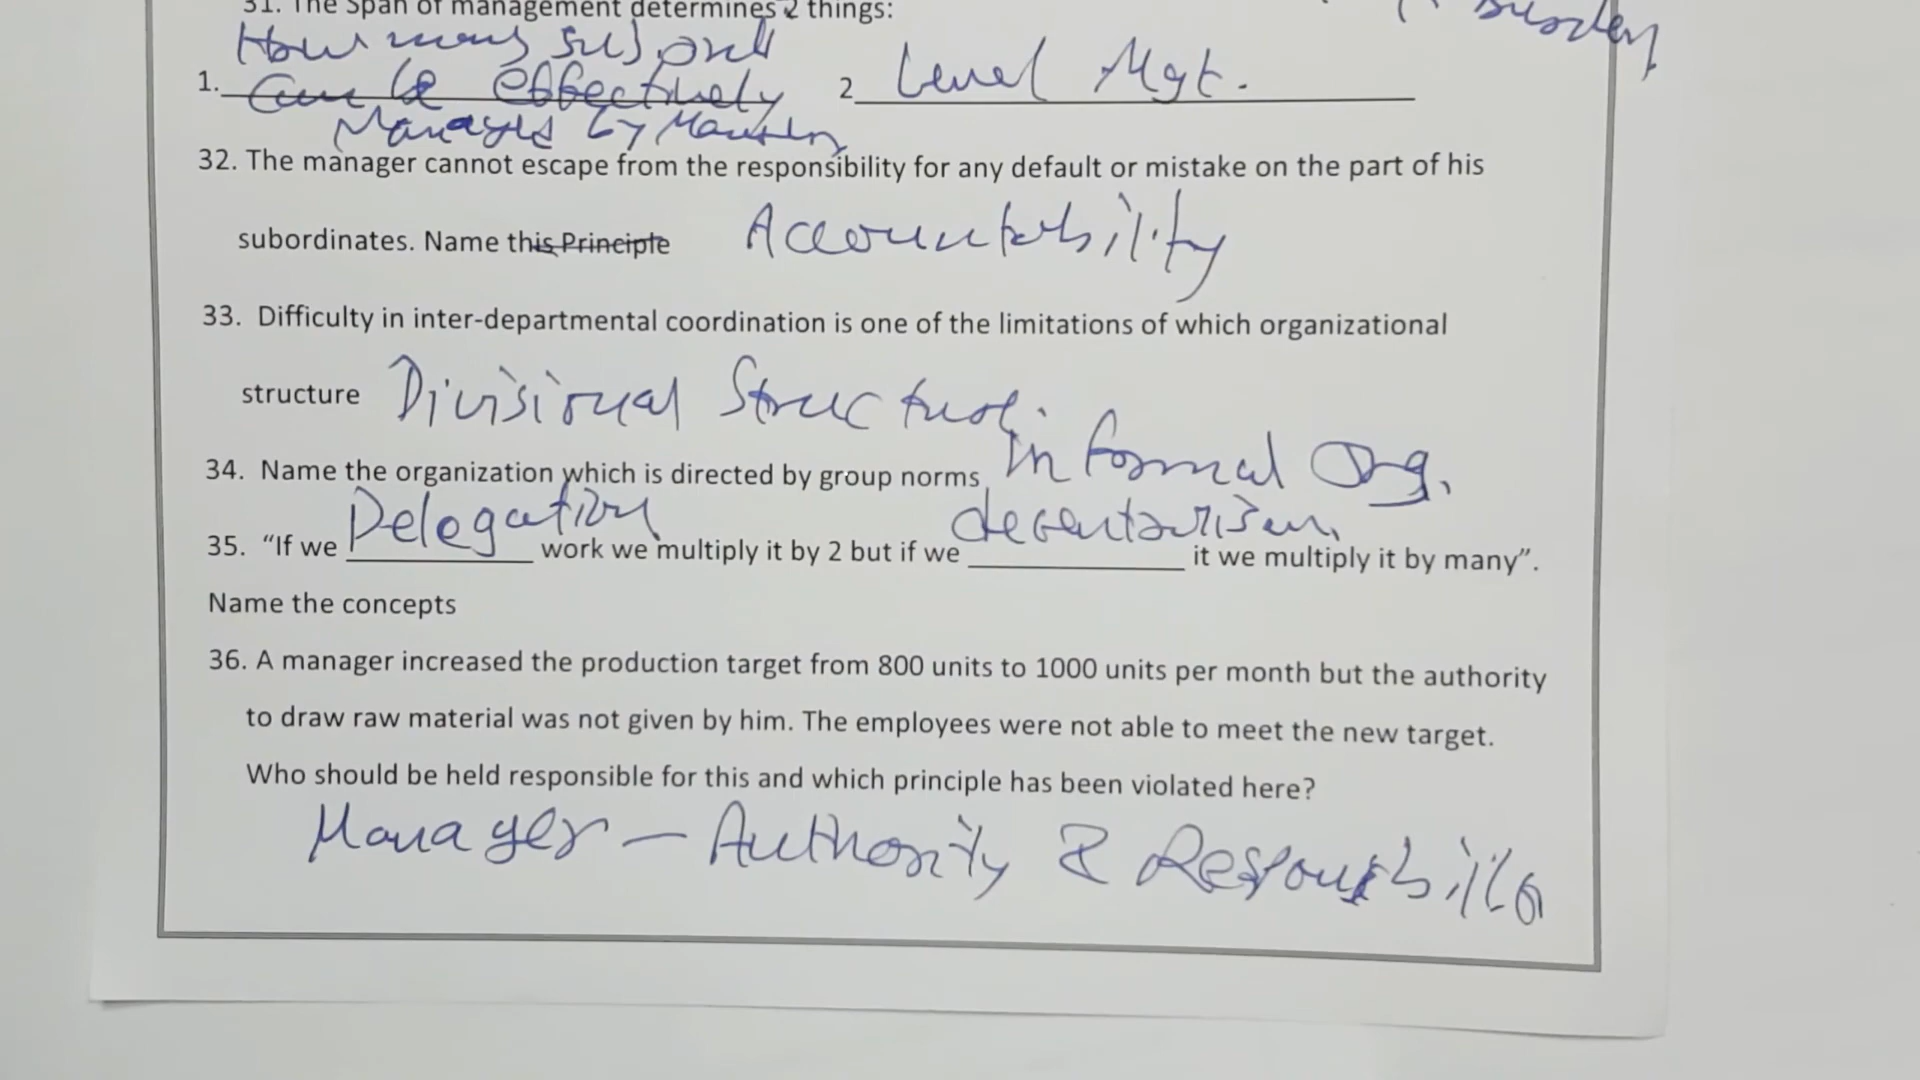 31. The Span of management determines 2 things:
How many subord
1. Can be effectively 2 Level Mgt.
Manages by
32. The manager cannot escape from the responsibility for any default or mistake on the part of his
subordinates. Name this Principle Accountability
33. Difficulty in inter-departmental coordination is one of the limitations of which organizational
structure Divisional Structure.
34. Name the organization which is directed by group norms Informal Org.
35. “If we Delegation work we multiply it by 2 but if we it we multiply it by many”.
Name the concepts
36. A manager increased the production target from 800 units to 1000 units per month but the authority
to draw raw material was not given by him. The employees were not able to meet the new target.
Who should be held responsible for this and which principle has been violated here?
Manager – Authority &